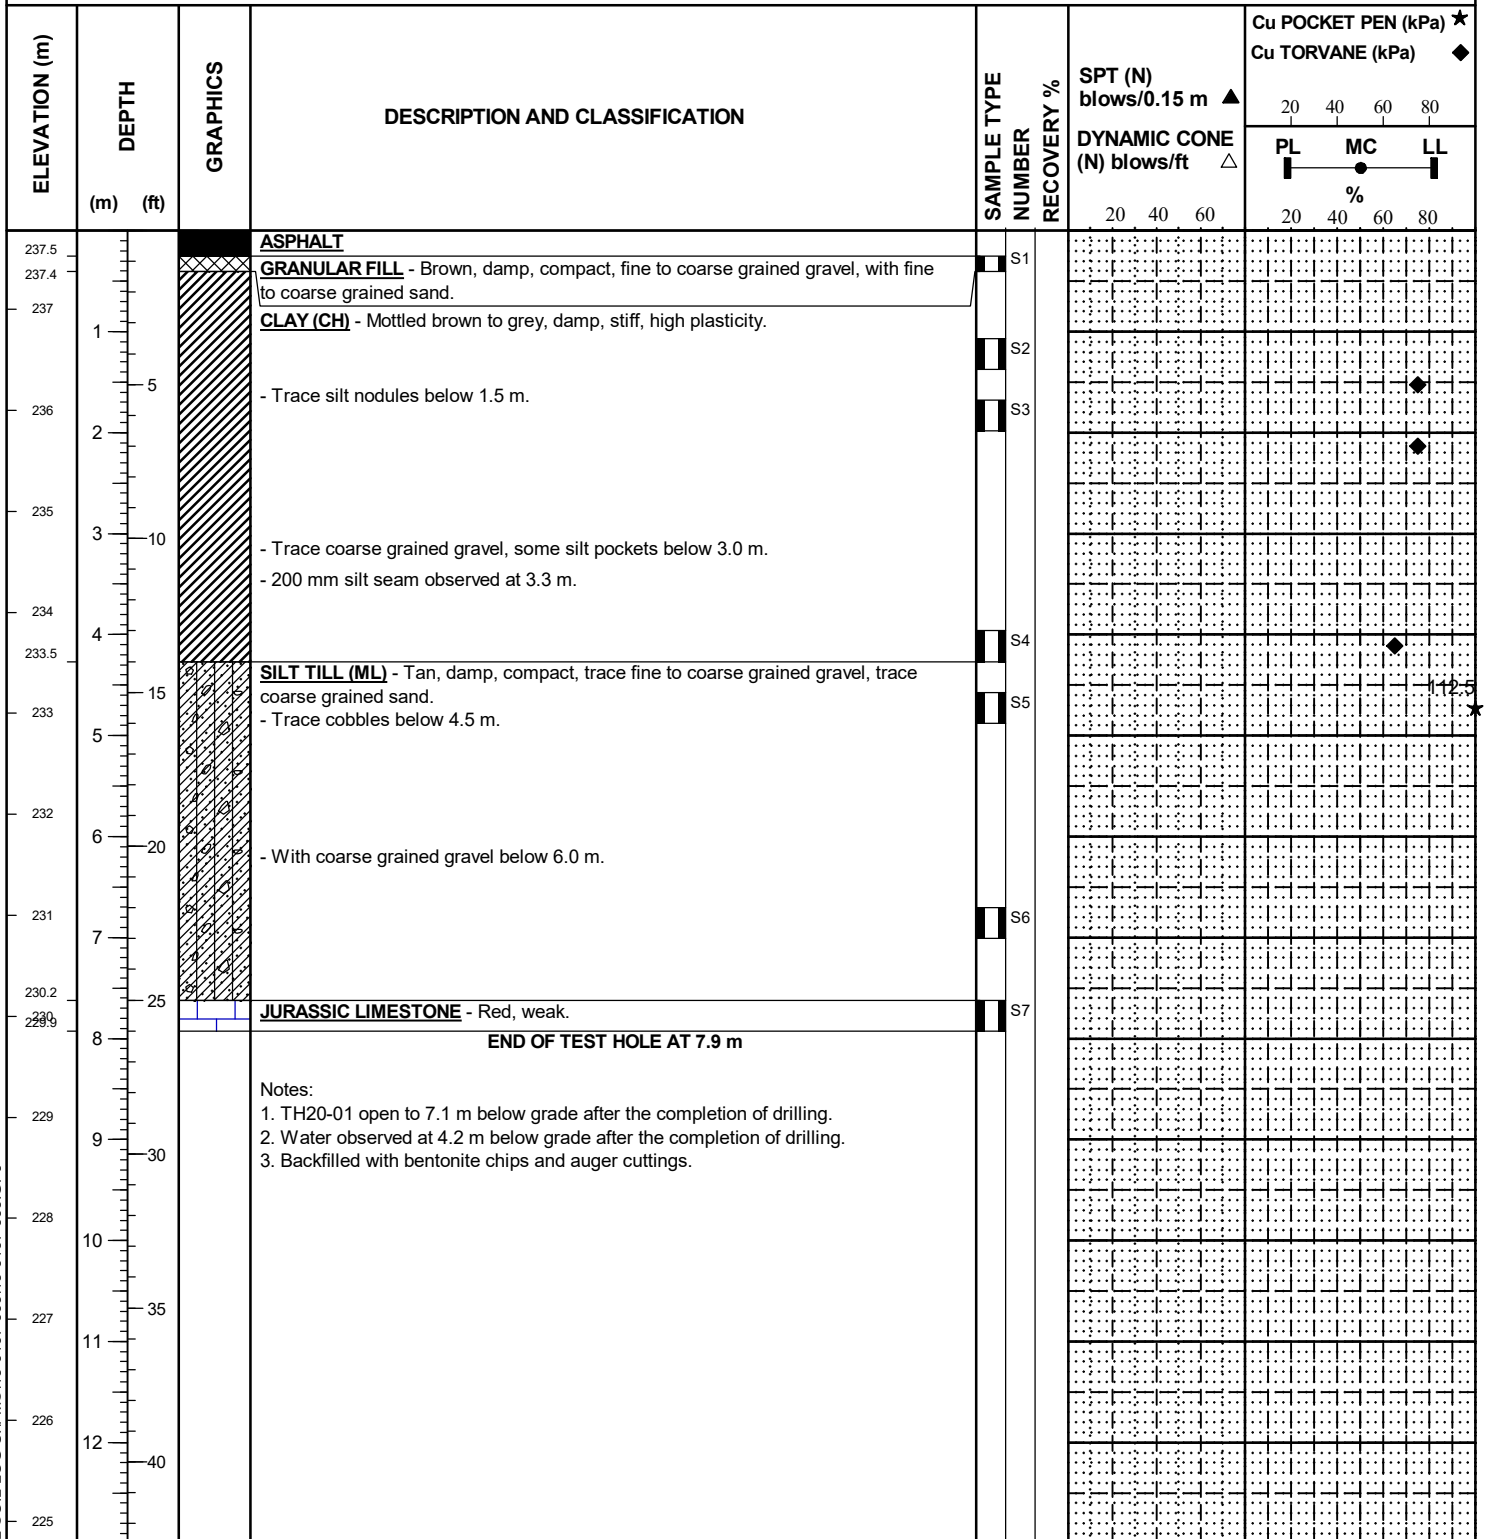 ELEVATION (m)
DEPTH
(m) (ft)
GRAPHICS
DESCRIPTION AND CLASSIFICATION
SAMPLE TYPE
NUMBER
RECOVERY %
SPT (N)
blows/0.15 m
DYNAMIC CONE
(N) blows/ft
20 40 60
Cu POCKET PEN (kPa)
Cu TORVANE (kPa)
20 40 60 80
PL MC LL
%
20 40 60 80
237.5
ASPHALT
S1
237.4
GRANULAR FILL - Brown, damp, compact, fine to coarse grained gravel, with fine
to coarse grained sand.
237
CLAY (CH) - Mottled brown to grey, damp, stiff, high plasticity.
1
S2
5
- Trace silt nodules below 1.5 m.
236
S3
2
235
3
10
- Trace coarse grained gravel, some silt pockets below 3.0 m.
- 200 mm silt seam observed at 3.3 m.
234
4
S4
233.5
SILT TILL (ML) - Tan, damp, compact, trace fine to coarse grained gravel, trace
coarse grained sand.
112.5
15
S5
233
- Trace cobbles below 4.5 m.
5
232
6
20
- With coarse grained gravel below 6.0 m.
231
S6
7
230.2
25
JURASSIC LIMESTONE - Red, weak.
S7
230
229.9
8
END OF TEST HOLE AT 7.9 m
Notes:
229
1. TH20-01 open to 7.1 m below grade after the completion of drilling.
9
2. Water observed at 4.2 m below grade after the completion of drilling.
30
3. Backfilled with bentonite chips and auger cuttings.
228
10
35
227
11
226
12
40
225